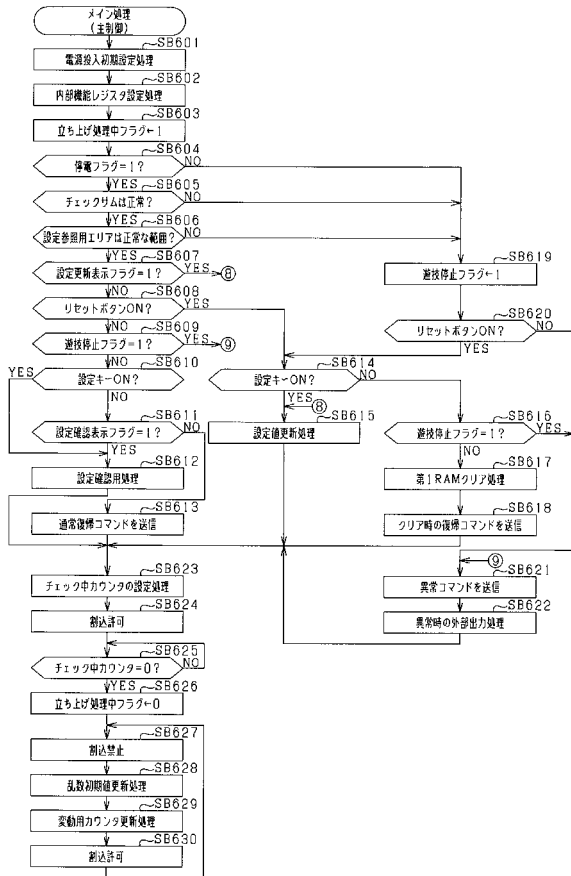 メイン処理
(主制御)
SB601
電源投入初期設定処理
SB602
内部機能レジスタ設定処理
SB603
立ち上げ処理中フラグ←1
SB604
停電フラグ=1?
NO
YES
SB605
チェックサムは正常?
NO
YES
SB606
設定参照用エリアは正常な範囲?
NO
YES
SB607
設定更新表示フラグ=1?
YES
⑧
NO
SB608
リセットボタンON?
YES
NO
SB609
遊技停止フラグ=1?
YES
⑨
NO
SB610
YES
設定キーON?
NO
SB611
設定確認表示フラグ=1?
NO
YES
SB612
設定確認用処理
SB613
通常復帰コマンドを送信
SB619
遊技停止フラグ←1
SB620
リセットボタンON?
NO
YES
SB614
設定キーON?
NO
YES
⑧
SB615
設定値更新処理
SB616
遊技停止フラグ=1?
YES
NO
SB617
第1RAMクリア処理
SB618
クリア時の復帰コマンドを送信
⑨
SB621
異常コマンドを送信
SB622
異常時の外部出力処理
SB623
チェック中カウンタの設定処理
SB624
割込許可
SB625
チェック中カウンタ=0?
NO
YES
SB626
立ち上げ処理中フラグ←0
SB627
割込禁止
SB628
乱数初期値更新処理
SB629
変動用カウンタ更新処理
SB630
割込許可